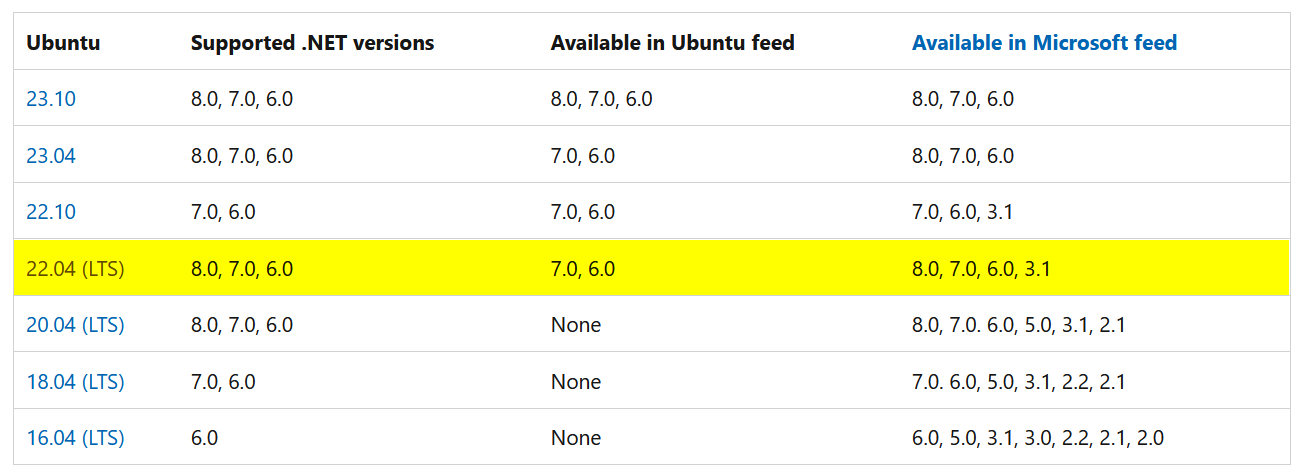 Ubuntu Supported .NET versions Available in Ubuntu feed Available in Microsoft feed
23.10 8.0, 7.0, 6.0 8.0, 7.0, 6.0 8.0, 7.0, 6.0
23.04 8.0, 7.0, 6.0 7.0, 6.0 8.0, 7.0, 6.0
22.10 7.0, 6.0 7.0, 6.0 7.0, 6.0, 3.1
22.04 (LTS) 8.0, 7.0, 6.0 7.0, 6.0 8.0, 7.0, 6.0, 3.1
20.04 (LTS) 8.0, 7.0, 6.0 None 8.0, 7.0. 6.0, 5.0, 3.1, 2.1
18.04 (LTS) 7.0, 6.0 None 7.0. 6.0, 5.0, 3.1, 2.2, 2.1
16.04 (LTS) 6.0 None 6.0, 5.0, 3.1, 3.0, 2.2, 2.1, 2.0